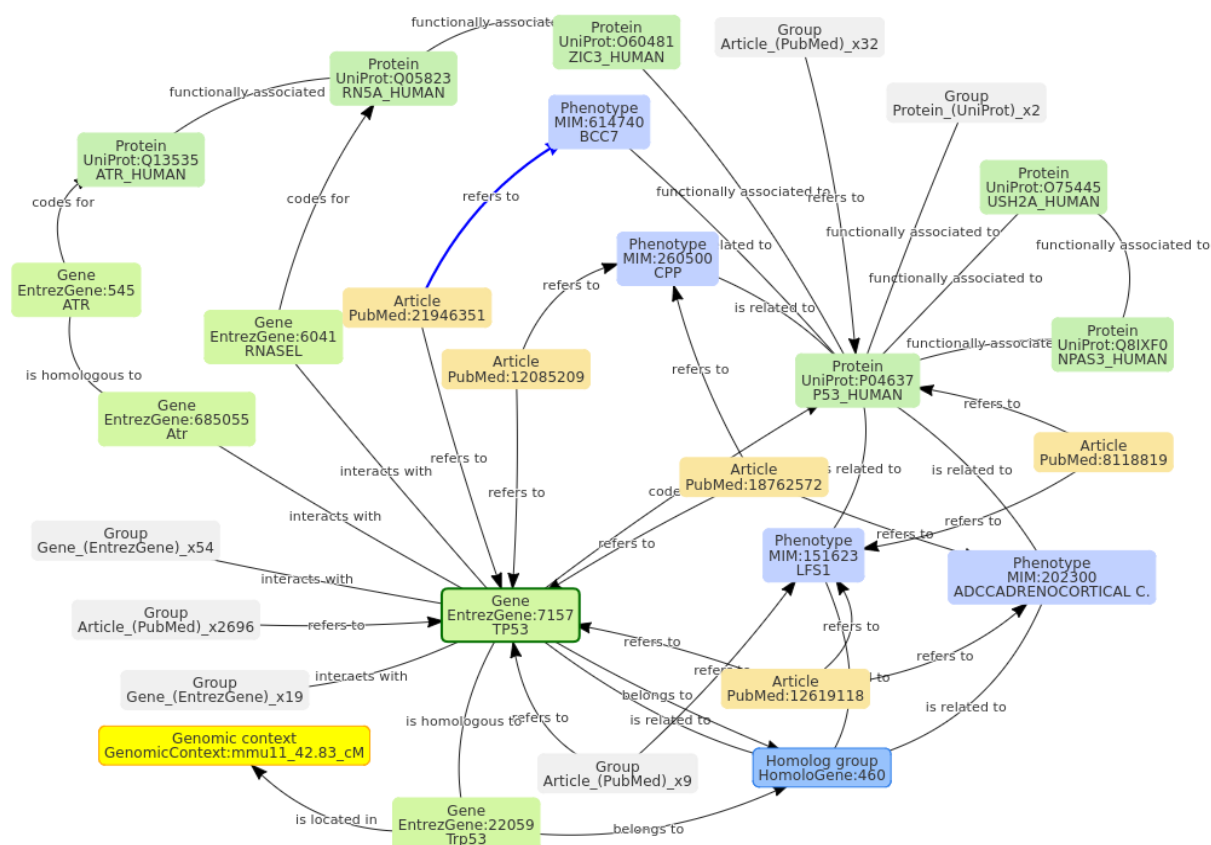 functionally associate
Protein
UniProt:O60481
ZIC3_HUMAN
Group
Article_(PubMed)_x32
Protein
UniProt:Q05823
RN5A_HUMAN
functionally associated
Phenotype
MIM:614740
BCC7
Group
Protein_(UniProt)_x2
Protein
UniProt:Q13535
ATR_HUMAN
Protein
UniProt:O75445
USH2A_HUMAN
codes for
codes for
refers to
functionally associated to
refers to
functionally associated to
functionally associated to
functionally associated to
Phenotype
MIM:260500
CPP
lated to
is related to
refers to
Gene
EntrezGene:545
ATR
Article
PubMed:21946351
Gene
EntrezGene:6041
RNASEL
Protein
UniProt:Q8IXF0
NPAS3_HUMAN
functionally associate
Article
PubMed:12085209
is homologous to
refers to
Protein
UniProt:P04637
P53_HUMAN
refers to
Gene
EntrezGene:685055
Atr
Article
PubMed:8118819
refers to
interacts with
refers to
Article
PubMed:18762572
s related to
is related to
code
interacts with
refers to
refers to
refers to
Group
Gene_(EntrezGene)_x54
Phenotype
MIM:151623
LFS1
Phenotype
MIM:202300
ADCCADRENOCORTICAL C.
interacts with
Gene
EntrezGene:7157
TP53
Group
Article_(PubMed)_x2696
refers to
refers to
refers to
refers to
refe
Article
PubMed:12619118
d to
Group
Gene_(EntrezGene)_x19
interacts with
belongs to
is homologous to
refers to
is related to
is related to
Genomic context
GenomicContext:mmu11_42.83_cM
Group
Article_(PubMed)_x9
Homolog group
HomoloGene:460
is located in
Gene
EntrezGene:22059
Trp53
belongs to